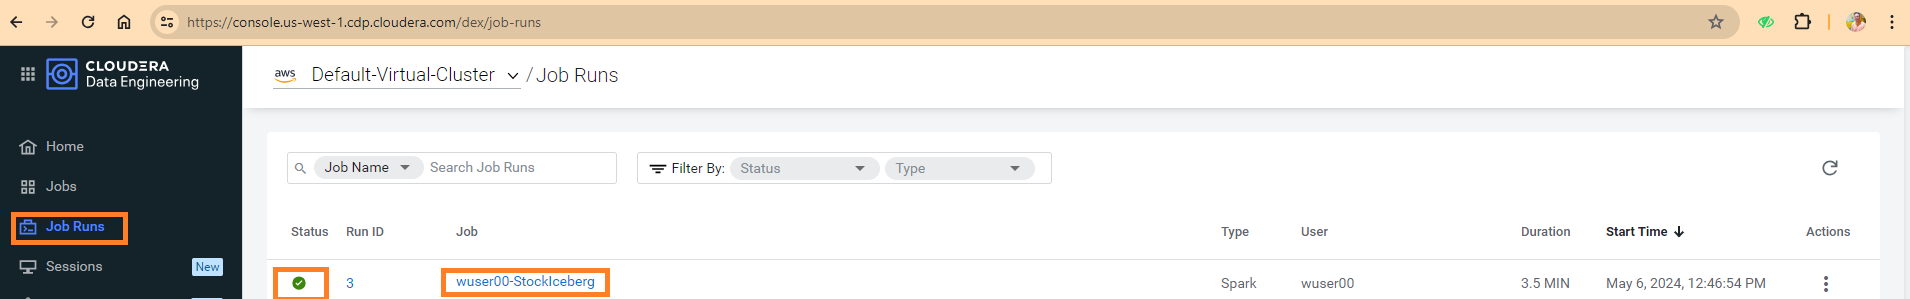 https://console.us-west-1.cdp.cloudera.com/dex/job-runs
CLOUDERA
Data Engineering
aws Default-Virtual-Cluster / Job Runs
Home
Jobs
Job Runs
Sessions New
Job Name Search Job Runs Filter By: Status Type
Status Run ID Job Type User Duration Start Time Actions
3 wuser00-StockIceberg Spark wuser00 3.5 MIN May 6, 2024, 12:46:54 PM